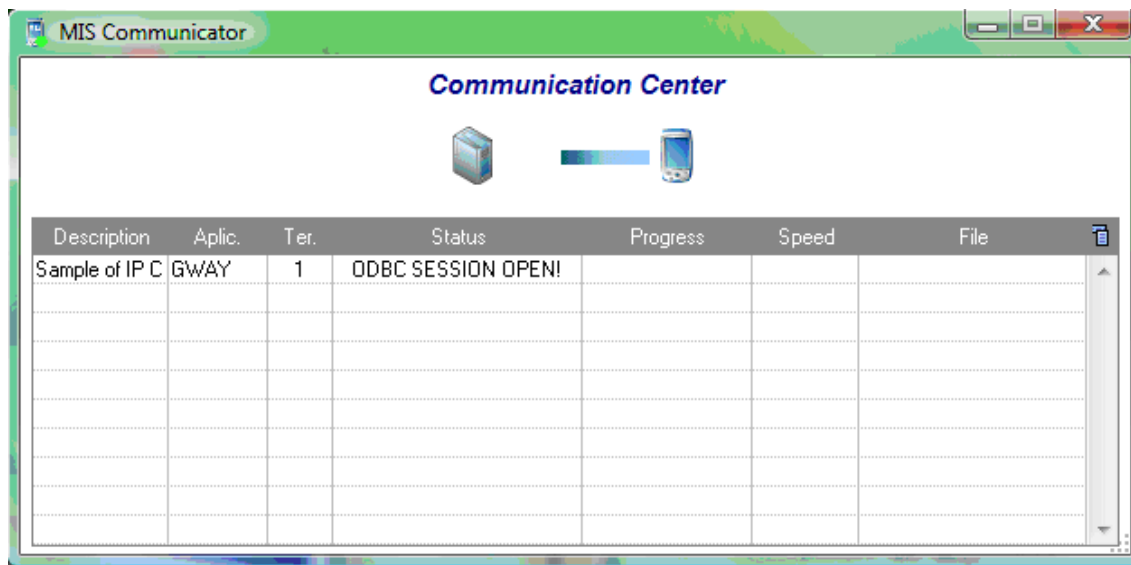 MIS Communicator
Communication Center
Description Aplic. Ter. Status Progress Speed File
Sample of IP C GWAY 1 ODBC SESSION OPEN!